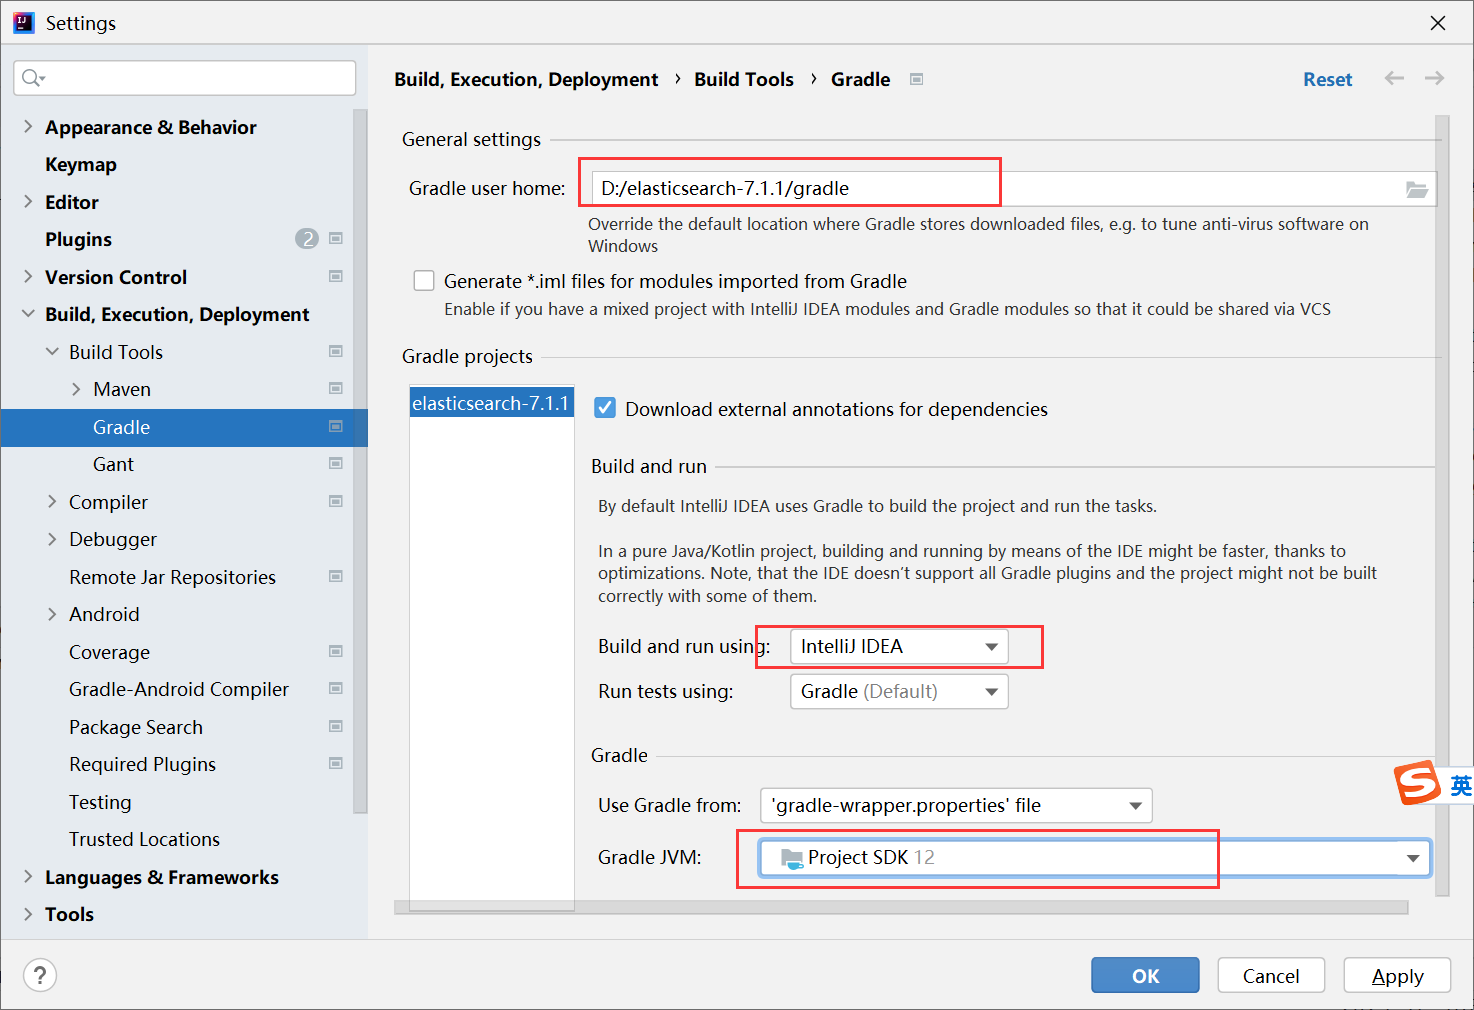 Settings
Appearance & Behavior
Keymap
Editor
Plugins 2
Version Control
Build, Execution, Deployment
Build Tools
Maven
Gradle
Gant
Compiler
Debugger
Remote Jar Repositories
Android
Coverage
Gradle-Android Compiler
Package Search
Required Plugins
Testing
Trusted Locations
Languages & Frameworks
Tools
Build, Execution, Deployment › Build Tools › Gradle
Reset
General settings
Gradle user home: D:/elasticsearch-7.1.1/gradle
Override the default location where Gradle stores downloaded files, e.g. to tune anti-virus software on
Windows
Generate *.iml files for modules imported from Gradle
Enable if you have a mixed project with IntelliJ IDEA modules and Gradle modules so that it could be shared via VCS
Gradle projects
elasticsearch-7.1.1
Download external annotations for dependencies
Build and run
By default IntelliJ IDEA uses Gradle to build the project and run the tasks.
In a pure Java/Kotlin project, building and running by means of the IDE might be faster, thanks to
optimizations. Note, that the IDE doesn't support all Gradle plugins and the project might not be built
correctly with some of them.
Build and run using: IntelliJ IDEA
Run tests using: Gradle (Default)
Gradle
Use Gradle from: 'gradle-wrapper.properties' file
Gradle JVM: Project SDK 12
S 英
?
OK
Cancel
Apply